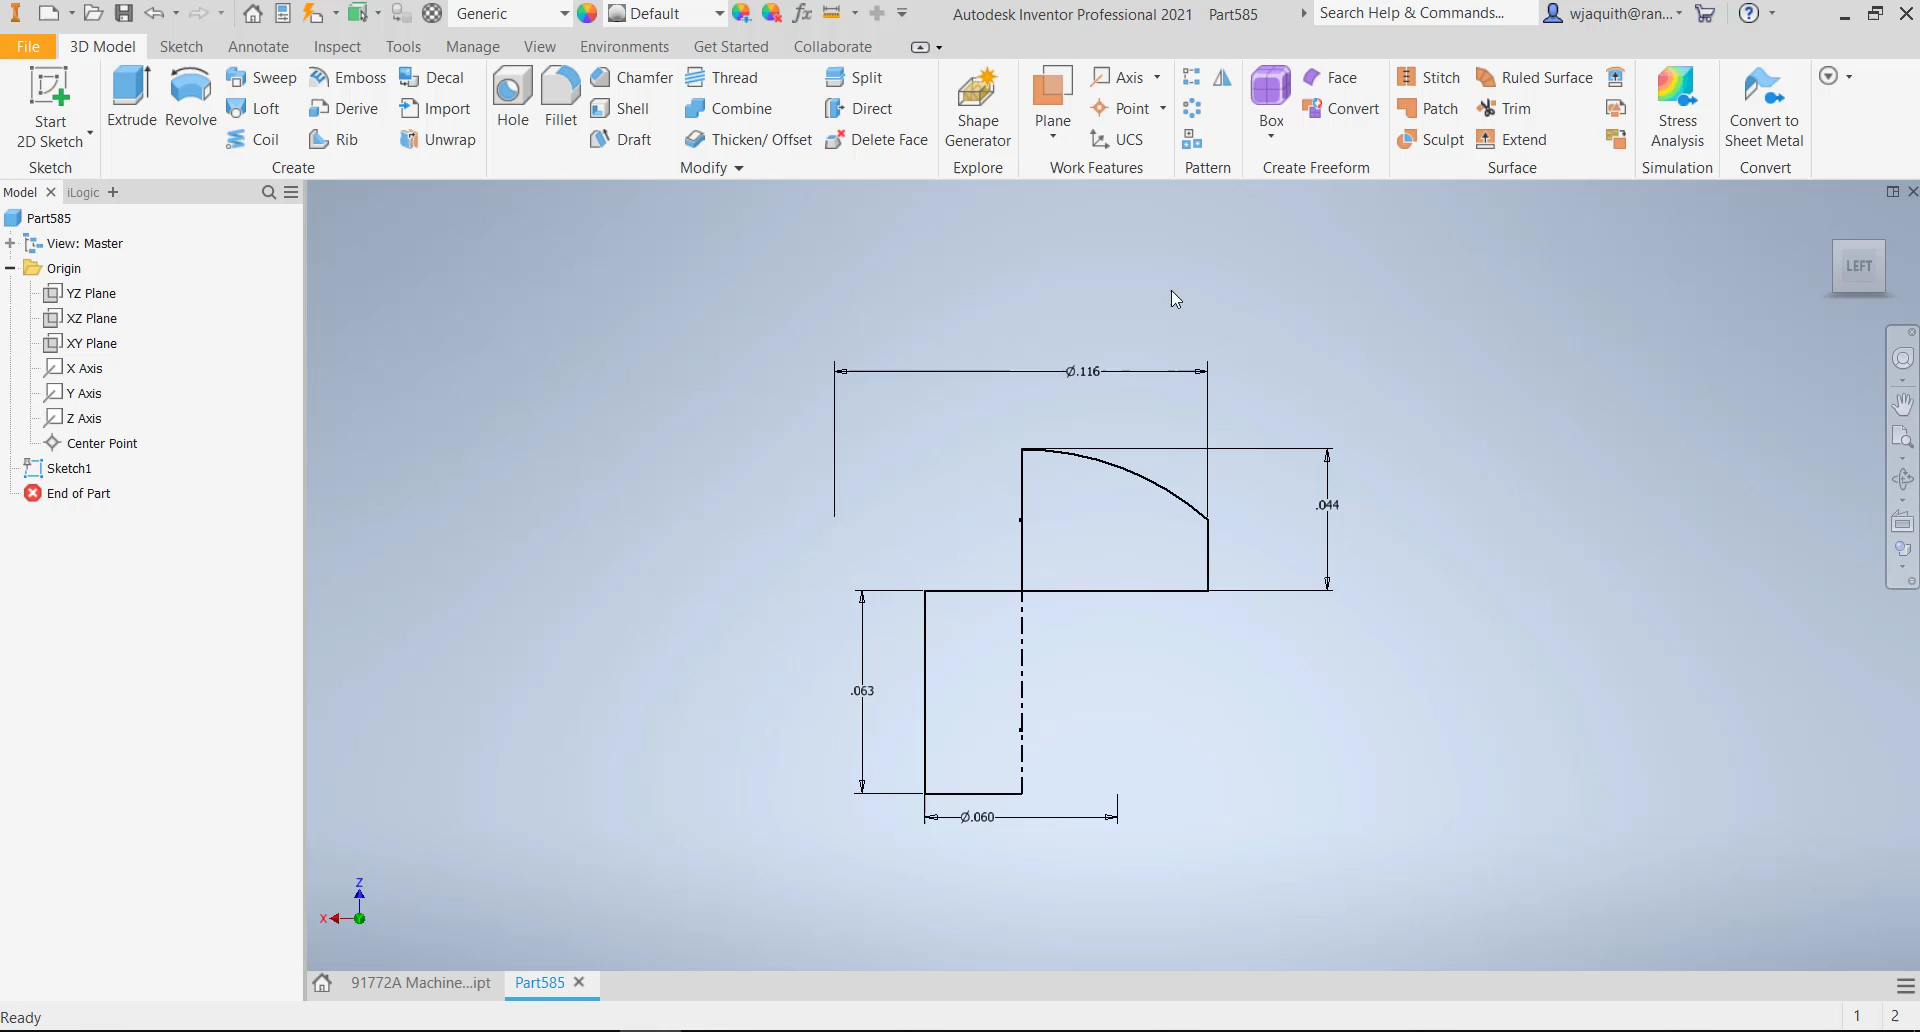 Generic
Default
Autodesk Inventor Professional 2021 Part585
Search Help & Commands...
wjaquith@ran...
File 3D Model Sketch Annotate Inspect Tools Manage View Environments Get Started Collaborate
Start
2D Sketch
Sketch
Extrude Revolve
Sweep Emboss Decal
Loft Derive Import
Coil Rib Unwrap
Create
Hole Fillet
Chamfer Thread Split
Shell Combine Direct
Draft Thicken/ Offset Delete Face
Modify
Shape
Generator
Explore
Plane
Axis
Point
UCS
Work Features
Pattern
Box
Face
Convert
Create Freeform
Stitch Ruled Surface
Patch Trim
Sculpt Extend
Surface
Stress
Analysis
Simulation
Convert to
Sheet Metal
Convert
Model iLogic
Part585
View: Master
Origin
YZ Plane
XZ Plane
XY Plane
X Axis
Y Axis
Z Axis
Center Point
Sketch1
End of Part
LEFT
Ø.116
.044
.063
Ø.060
Z
X
91772A Machine...ipt Part585
Ready
1 2